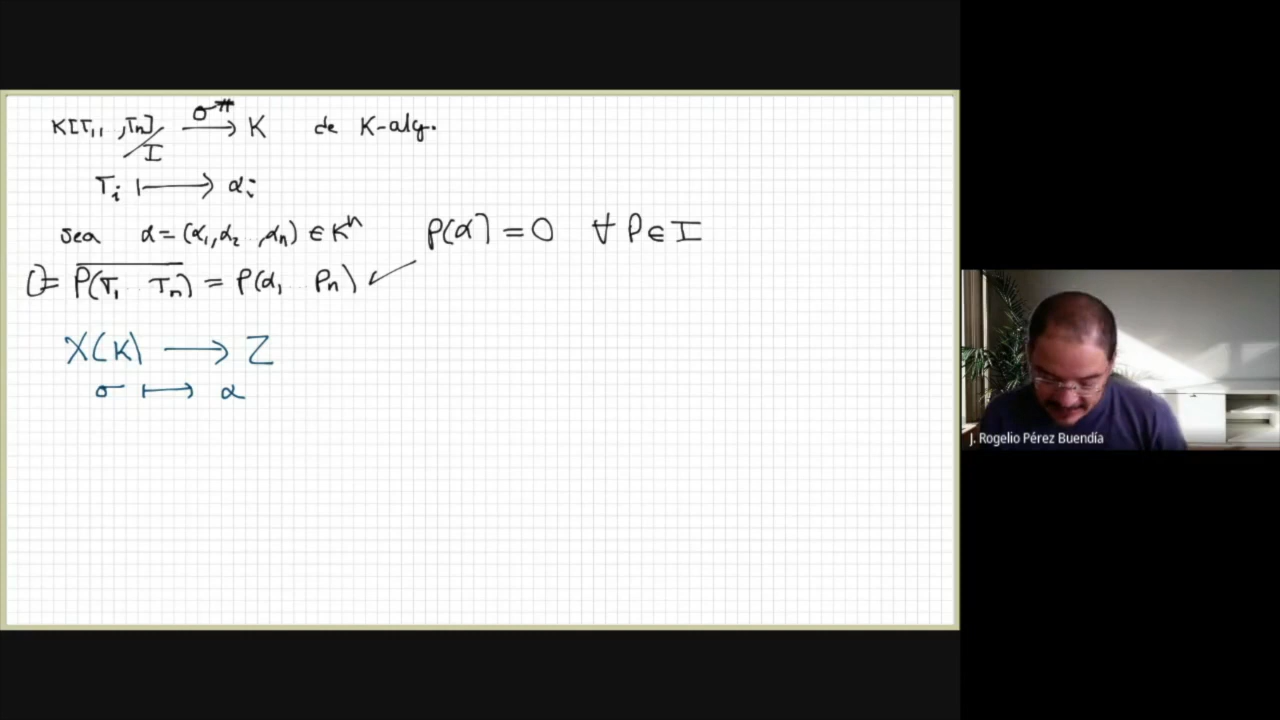 K[T₁, ,Tn]/I —σ^#→ K de K-alg.
Tᵢ ⟼ αᵢ
sea α = (α₁,α₂ ,αn) ∈ Kⁿ P(α) = 0 ∀ P ∈ I
0 = P(T₁ Tn) = P(α₁ Pn) ✓
X(K) ⟶ Z
σ ⟼ α
J. Rogelio Pérez Buendía